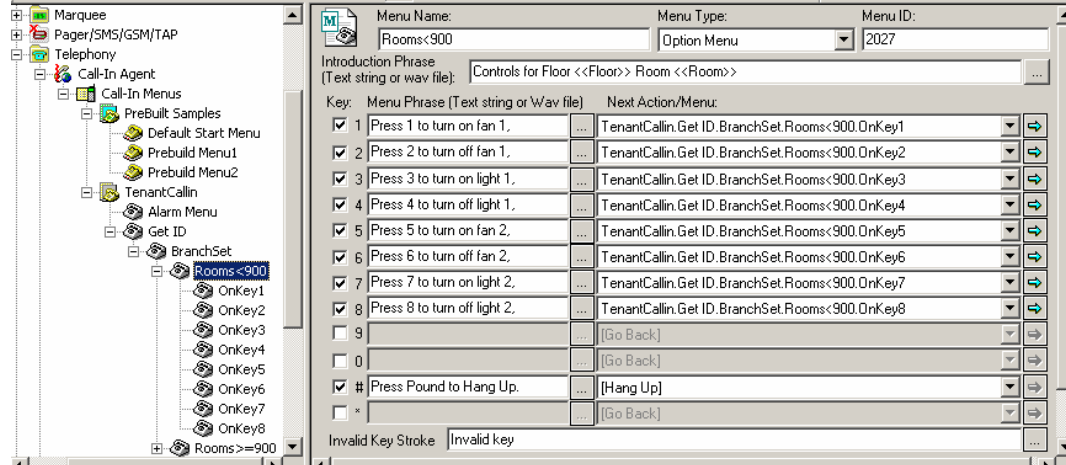 Marquee
Pager/SMS/GSM/TAP
Telephony
Call-In Agent
Call-In Menus
PreBuilt Samples
Default Start Menu
Prebuild Menu1
Prebuild Menu2
TenantCallin
Alarm Menu
Get ID
BranchSet
Rooms<900
OnKey1
OnKey2
OnKey3
OnKey4
OnKey5
OnKey6
OnKey7
OnKey8
Rooms>=900
M
Menu Name: Menu Type: Menu ID:
Rooms<900 Option Menu 2027
Introduction Phrase
(Text string or wav file): Controls for Floor <<Floor>> Room <<Room>> ...
Key: Menu Phrase (Text string or Wav file) Next Action/Menu:
1 Press 1 to turn on fan 1, ... TenantCallin.Get ID.BranchSet.Rooms<900.OnKey1
2 Press 2 to turn off fan 1, ... TenantCallin.Get ID.BranchSet.Rooms<900.OnKey2
3 Press 3 to turn on light 1, ... TenantCallin.Get ID.BranchSet.Rooms<900.OnKey3
4 Press 4 to turn off light 1, ... TenantCallin.Get ID.BranchSet.Rooms<900.OnKey4
5 Press 5 to turn on fan 2, ... TenantCallin.Get ID.BranchSet.Rooms<900.OnKey5
6 Press 6 to turn off fan 2, ... TenantCallin.Get ID.BranchSet.Rooms<900.OnKey6
7 Press 7 to turn on light 2, ... TenantCallin.Get ID.BranchSet.Rooms<900.OnKey7
8 Press 8 to turn off light 2, ... TenantCallin.Get ID.BranchSet.Rooms<900.OnKey8
9 ... [Go Back]
0 ... [Go Back]
# Press Pound to Hang Up. ... [Hang Up]
* ... [Go Back]
Invalid Key Stroke Invalid key ...